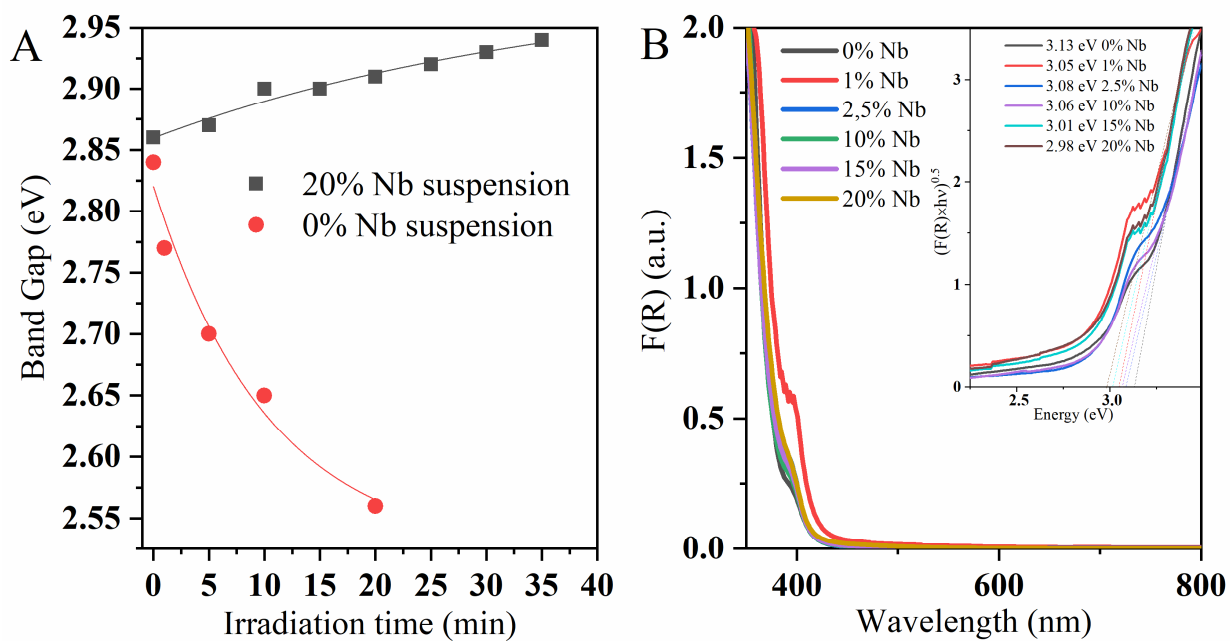 A
Band Gap (eV)
2.95
2.90
2.85
2.80
2.75
2.70
2.65
2.60
2.55
20% Nb suspension
0% Nb suspension
0 5 10 15 20 25 30 35 40
Irradiation time (min)
B
F(R) (a.u.)
2.0
1.5
1.0
0.5
0.0
0% Nb
1% Nb
2,5% Nb
10% Nb
15% Nb
20% Nb
400 600 800
Wavelength (nm)
(F(R)×hν)^0.5
3
2
1
0
3.13 eV 0% Nb
3.05 eV 1% Nb
3.08 eV 2.5% Nb
3.06 eV 10% Nb
3.01 eV 15% Nb
2.98 eV 20% Nb
2.5 3.0
Energy (eV)